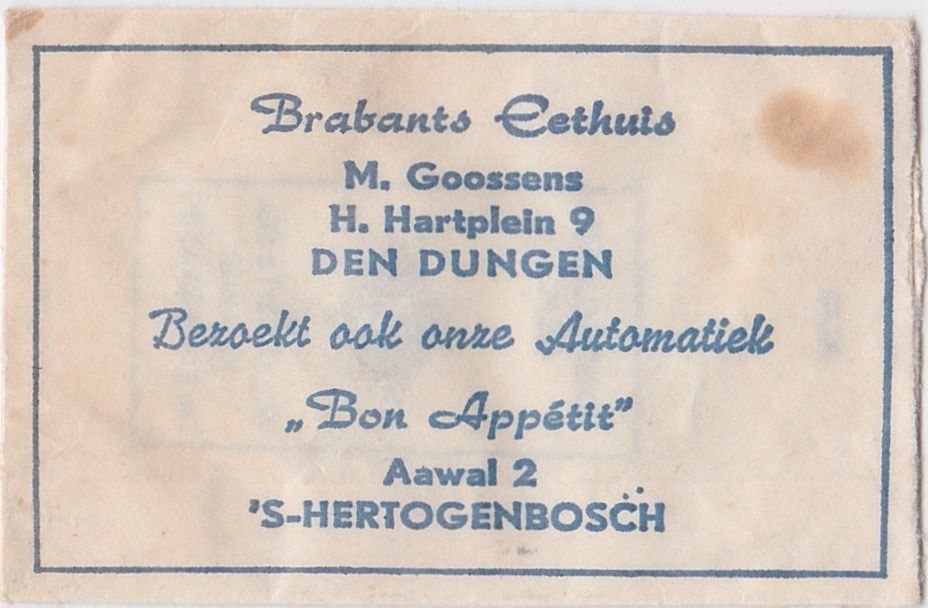 Brabants Eethuis
M. Goossens
H. Hartplein 9
DEN DUNGEN
Bezoekt ook onze Automatiek
„Bon Appétit”
Aawal 2
'S-HERTOGENBOSCH